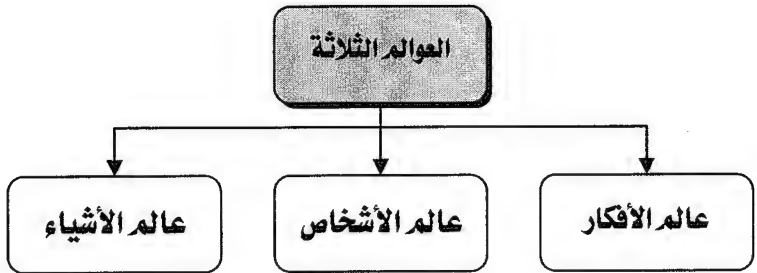 العوالم الثلاثة
عالم الأفكار
عالم الأشخاص
عالم الأشياء